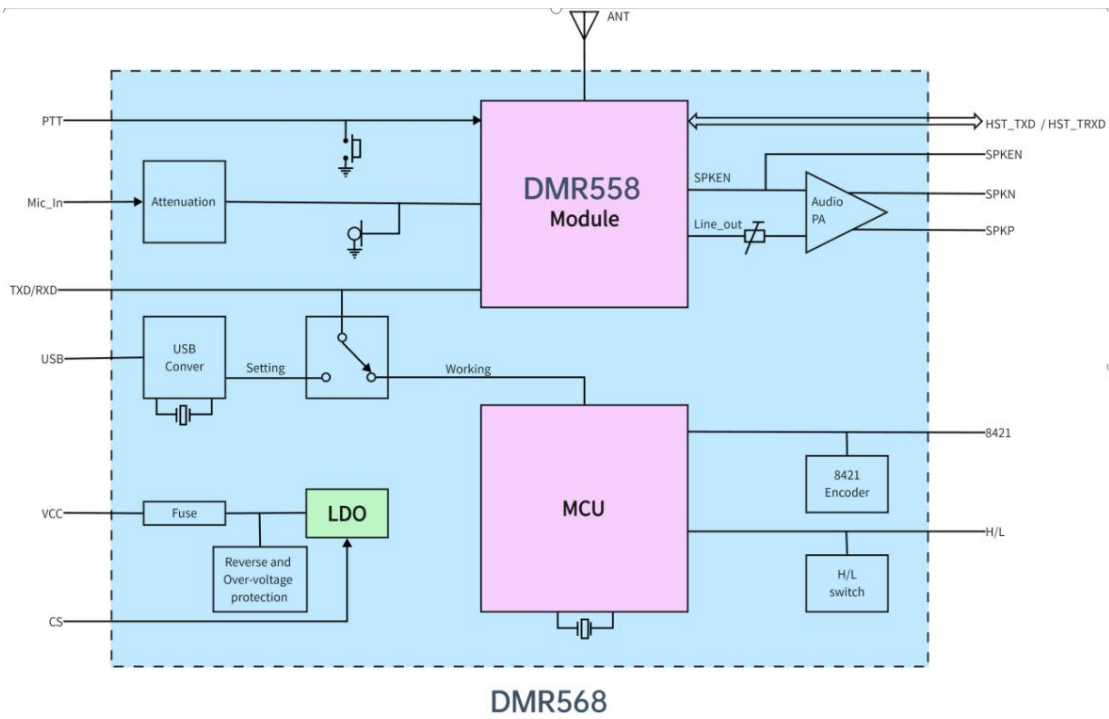 ANT
PTT
HST_TXD / HST_TRXD
SPKEN
SPKEN
DMR558
Module
Audio
PA
SPKN
Mic_In
Attenuation
Line_out
SPKP
TXD/RXD
USB
USB
Conver
Setting
Working
8421
8421
Encoder
MCU
VCC
Fuse
LDO
H/L
Reverse and
Over-voltage
protection
H/L
switch
CS
DMR568